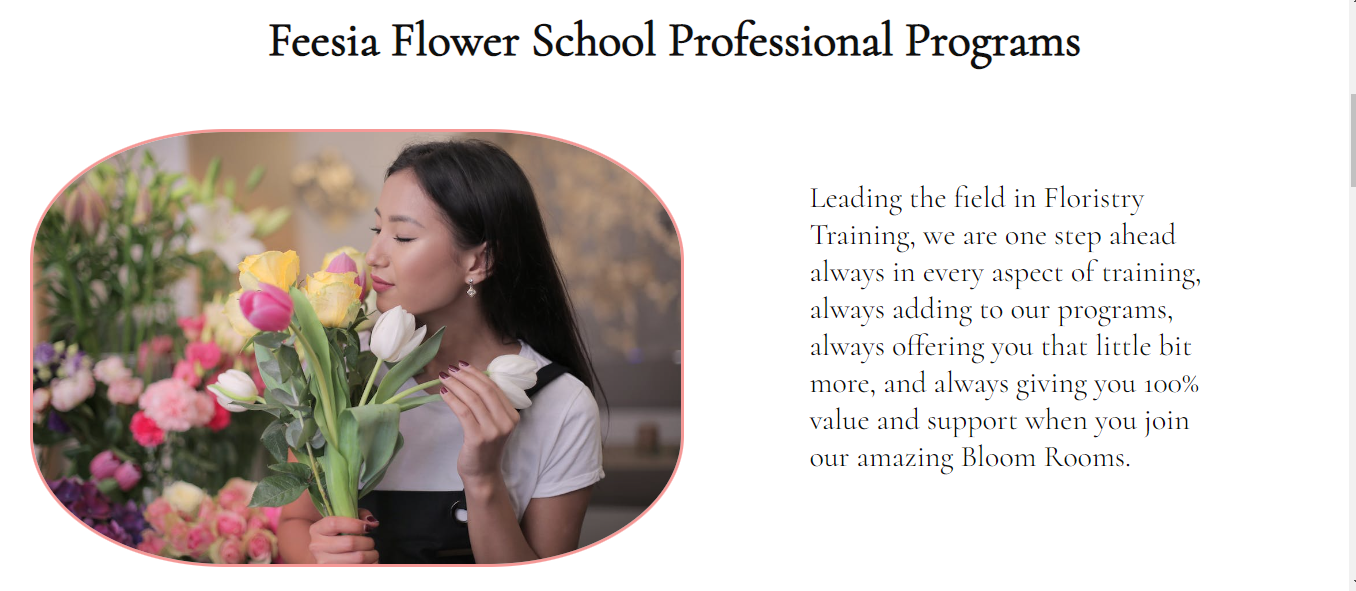 Feesia Flower School Professional Programs
Leading the field in Floristry
Training, we are one step ahead
always in every aspect of training,
always adding to our programs,
always offering you that little bit
more, and always giving you 100%
value and support when you join
our amazing Bloom Rooms.